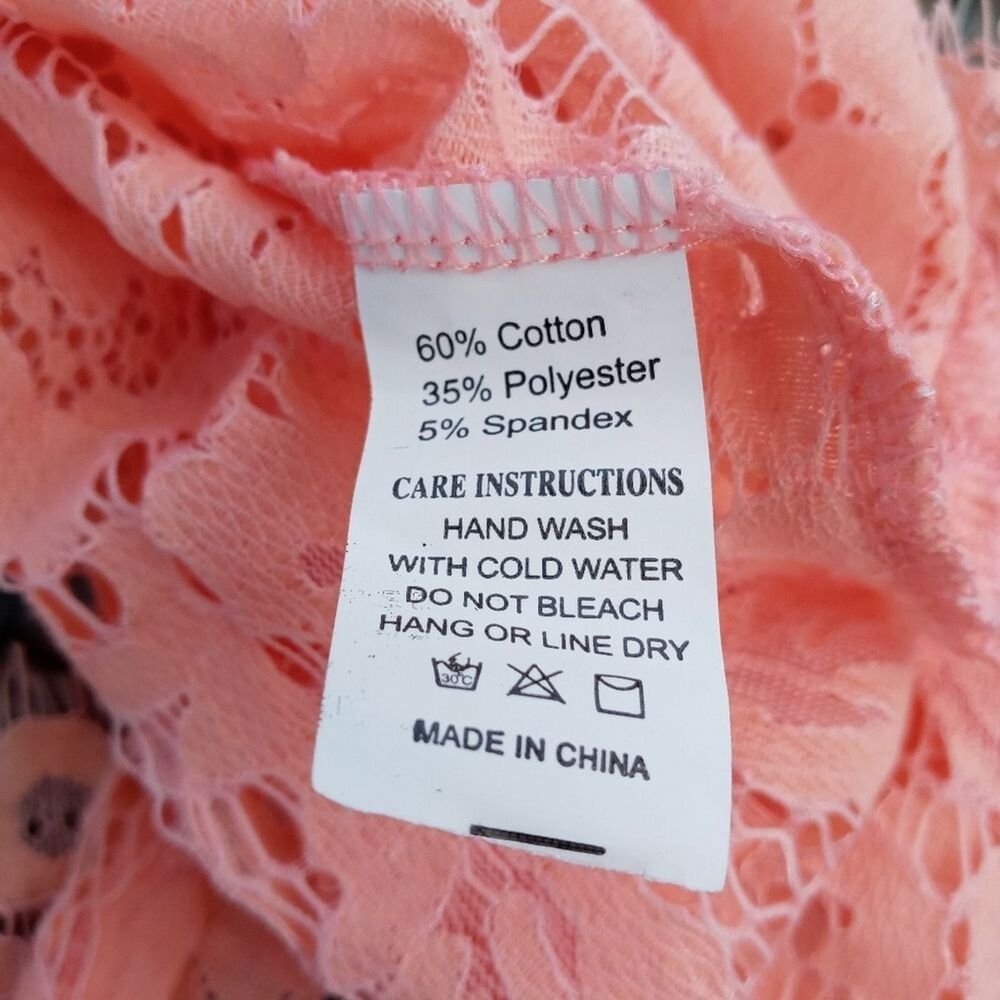 60% Cotton
35% Polyester
5% Spandex
CARE INSTRUCTIONS
HAND WASH
WITH COLD WATER
DO NOT BLEACH
HANG OR LINE DRY
30°C
MADE IN CHINA